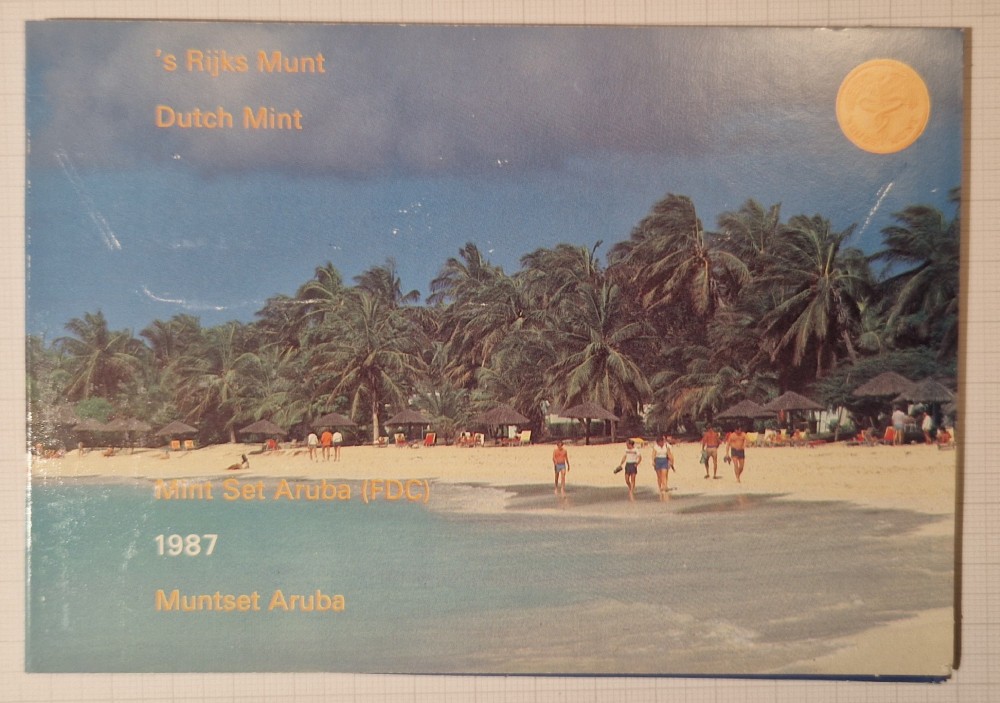 's Rijks Munt
Dutch Mint
Mint Set Aruba (FDC)
1987
Muntset Aruba